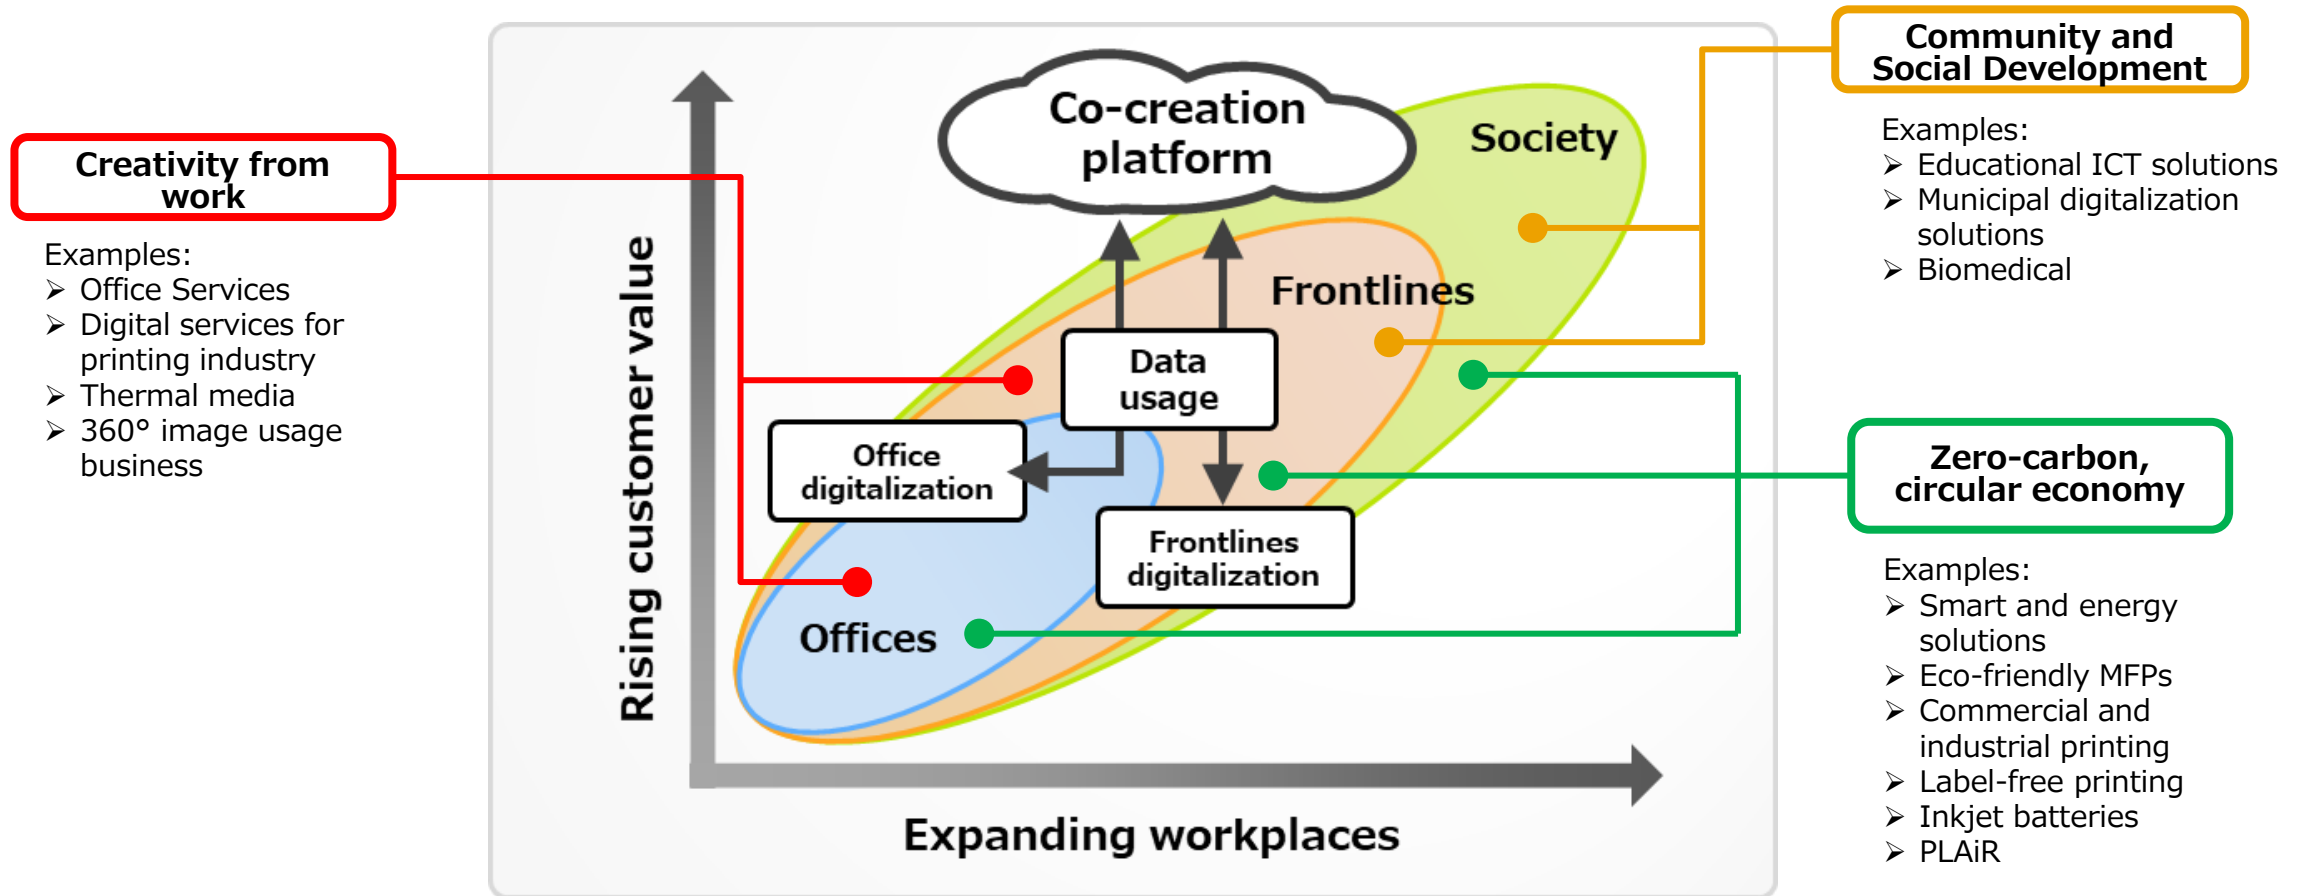 Creativity from
work
Examples:
➢ Office Services
➢ Digital services for
printing industry
➢ Thermal media
➢ 360° image usage
business
Rising customer value
Expanding workplaces
Co-creation
platform
Society
Frontlines
Data
usage
Office
digitalization
Frontlines
digitalization
Offices
Community and
Social Development
Examples:
➢ Educational ICT solutions
➢ Municipal digitalization
solutions
➢ Biomedical
Zero-carbon,
circular economy
Examples:
➢ Smart and energy
solutions
➢ Eco-friendly MFPs
➢ Commercial and
industrial printing
➢ Label-free printing
➢ Inkjet batteries
➢ PLAiR